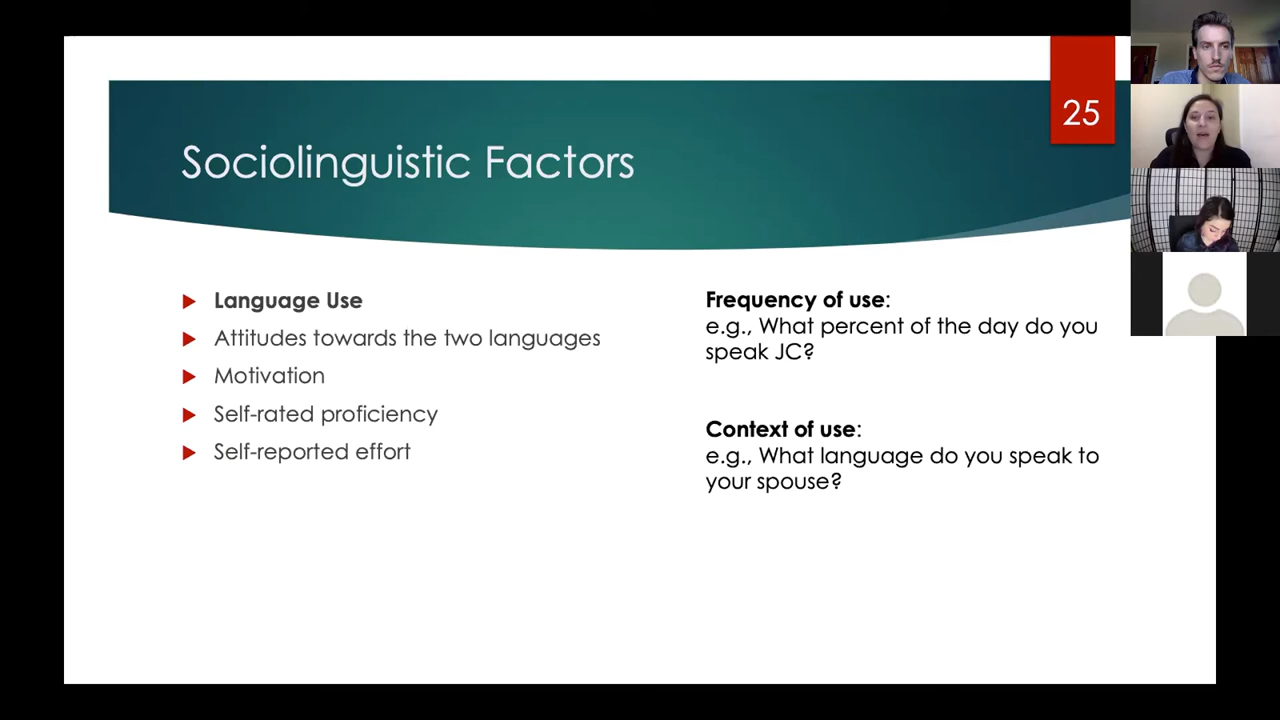 25
Sociolinguistic Factors
Language Use
Attitudes towards the two languages
Motivation
Self-rated proficiency
Self-reported effort
Frequency of use:
e.g., What percent of the day do you
speak JC?
Context of use:
e.g., What language do you speak to
your spouse?